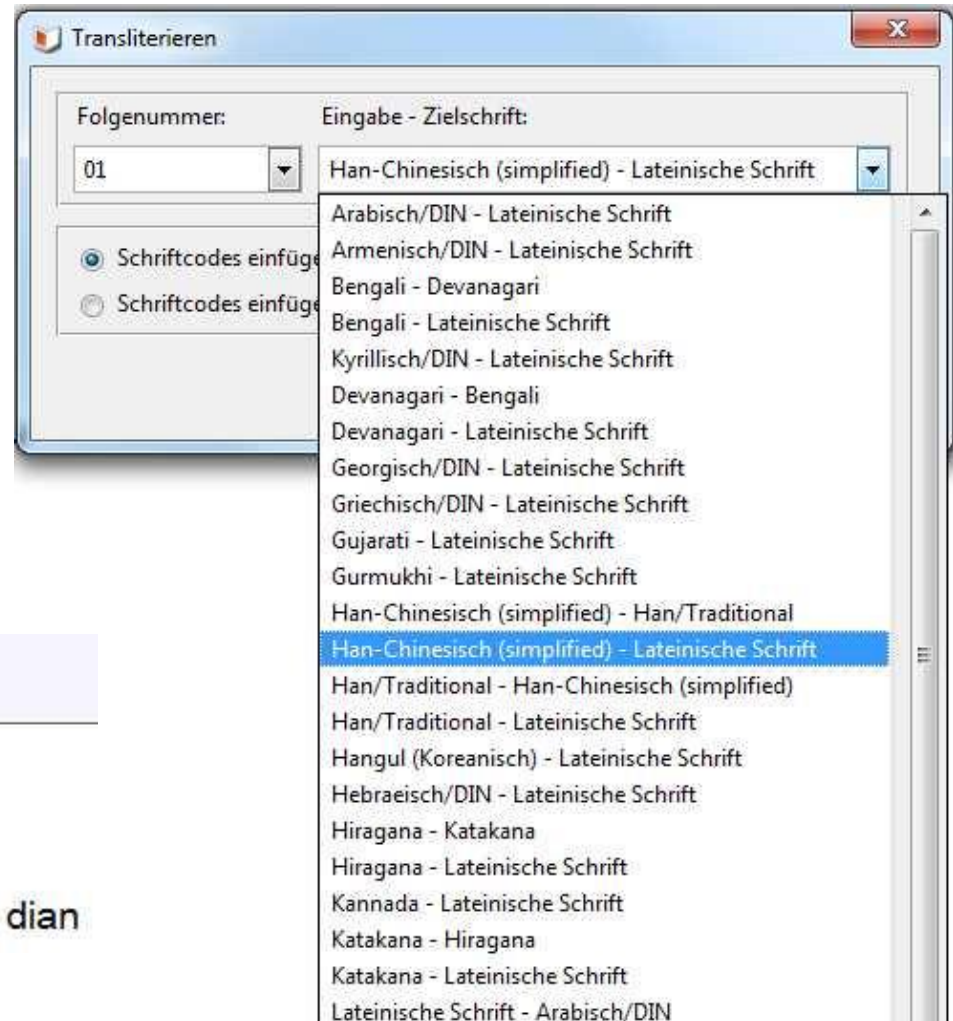 Transliterieren
Folgenummer: Eingabe - Zielschrift:
01 Han-Chinesisch (simplified) - Lateinische Schrift
Schriftcodes einfüge
Schriftcodes einfüge
Arabisch/DIN - Lateinische Schrift
Armenisch/DIN - Lateinische Schrift
Bengali - Devanagari
Bengali - Lateinische Schrift
Kyrillisch/DIN - Lateinische Schrift
Devanagari - Bengali
Devanagari - Lateinische Schrift
Georgisch/DIN - Lateinische Schrift
Griechisch/DIN - Lateinische Schrift
Gujarati - Lateinische Schrift
Gurmukhi - Lateinische Schrift
Han-Chinesisch (simplified) - Han/Traditional
Han-Chinesisch (simplified) - Lateinische Schrift
Han/Traditional - Han-Chinesisch (simplified)
Han/Traditional - Lateinische Schrift
Hangul (Koreanisch) - Lateinische Schrift
Hebraeisch/DIN - Lateinische Schrift
Hiragana - Katakana
Hiragana - Lateinische Schrift
Kannada - Lateinische Schrift
Katakana - Hiragana
Katakana - Lateinische Schrift
Lateinische Schrift - Arabisch/DIN
dian